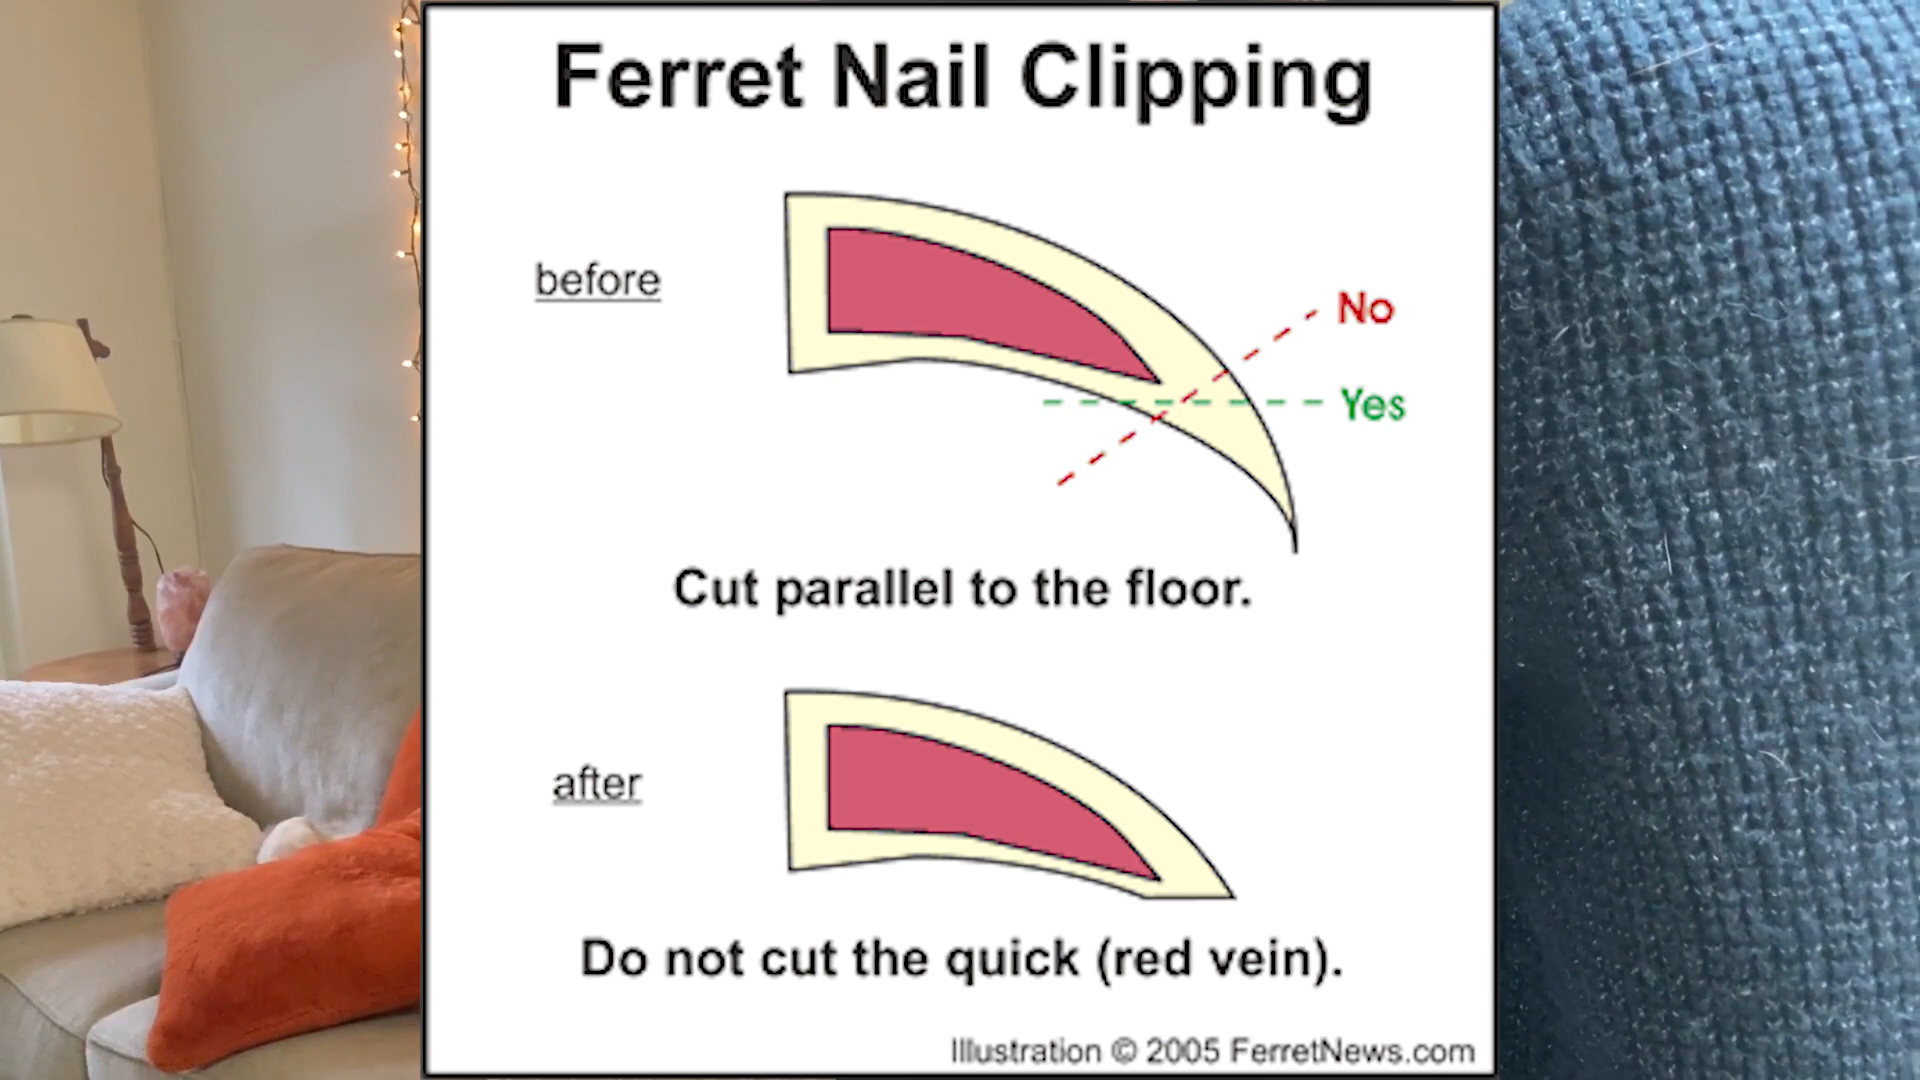 Ferret Nail Clipping
before
No
Yes
Cut parallel to the floor.
after
Do not cut the quick (red vein).
Illustration © 2005 FerretNews.com